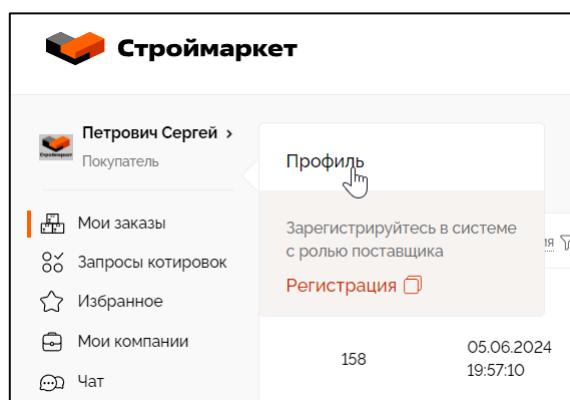 Строймаркет
Петрович Сергей >
Покупатель
Профиль
Мои заказы
Запросы котировок
Избранное
Мои компании
Чат
Зарегистрируйтесь в системе
с ролью поставщика
Регистрация
158
05.06.2024
19:57:10